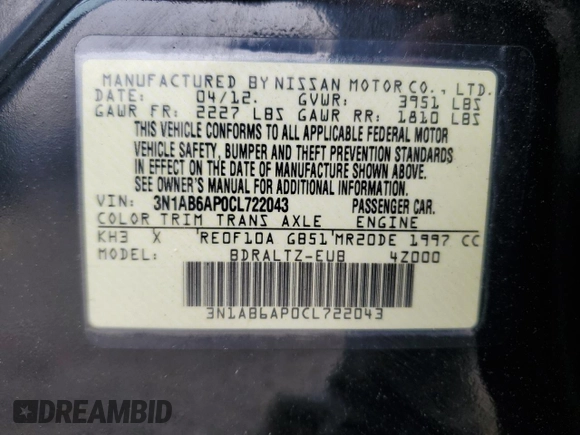 MANUFACTURED BY NISSAN MOTOR CO., LTD.
DATE: 04/12. GVWR: 3951 LBS
GAWR FR: 2227 LBS GAWR RR: 1810 LBS
THIS VEHICLE CONFORMS TO ALL APPLICABLE FEDERAL MOTOR
VEHICLE SAFETY, BUMPER AND THEFT PREVENTION STANDARDS
IN EFFECT ON THE DATE OF MANUFACTURE SHOWN ABOVE.
SEE OWNER'S MANUAL FOR ADDITIONAL INFORMATION.
VIN: 3N1AB6AP0CL722043 PASSENGER CAR.
COLOR TRIM TRANS AXLE ENGINE
KH3 X 'RE0F10A G851'MR20DE 1997 CC
MODEL: BDRALTZ-EUB 4Z000
3N1AB6AP0CL722043
DREAMBID